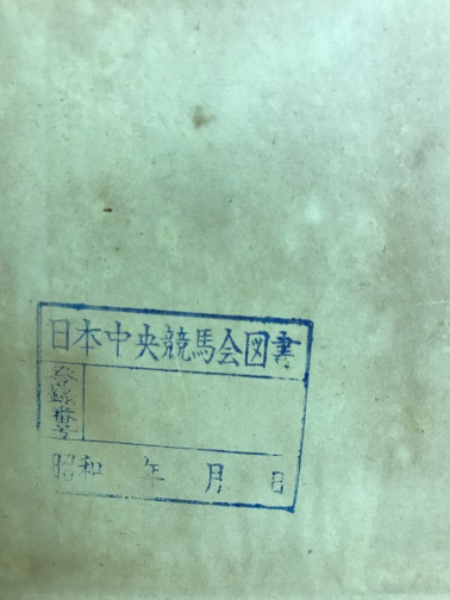 日本中央競馬会図書
登録番号
昭和 年 月 日